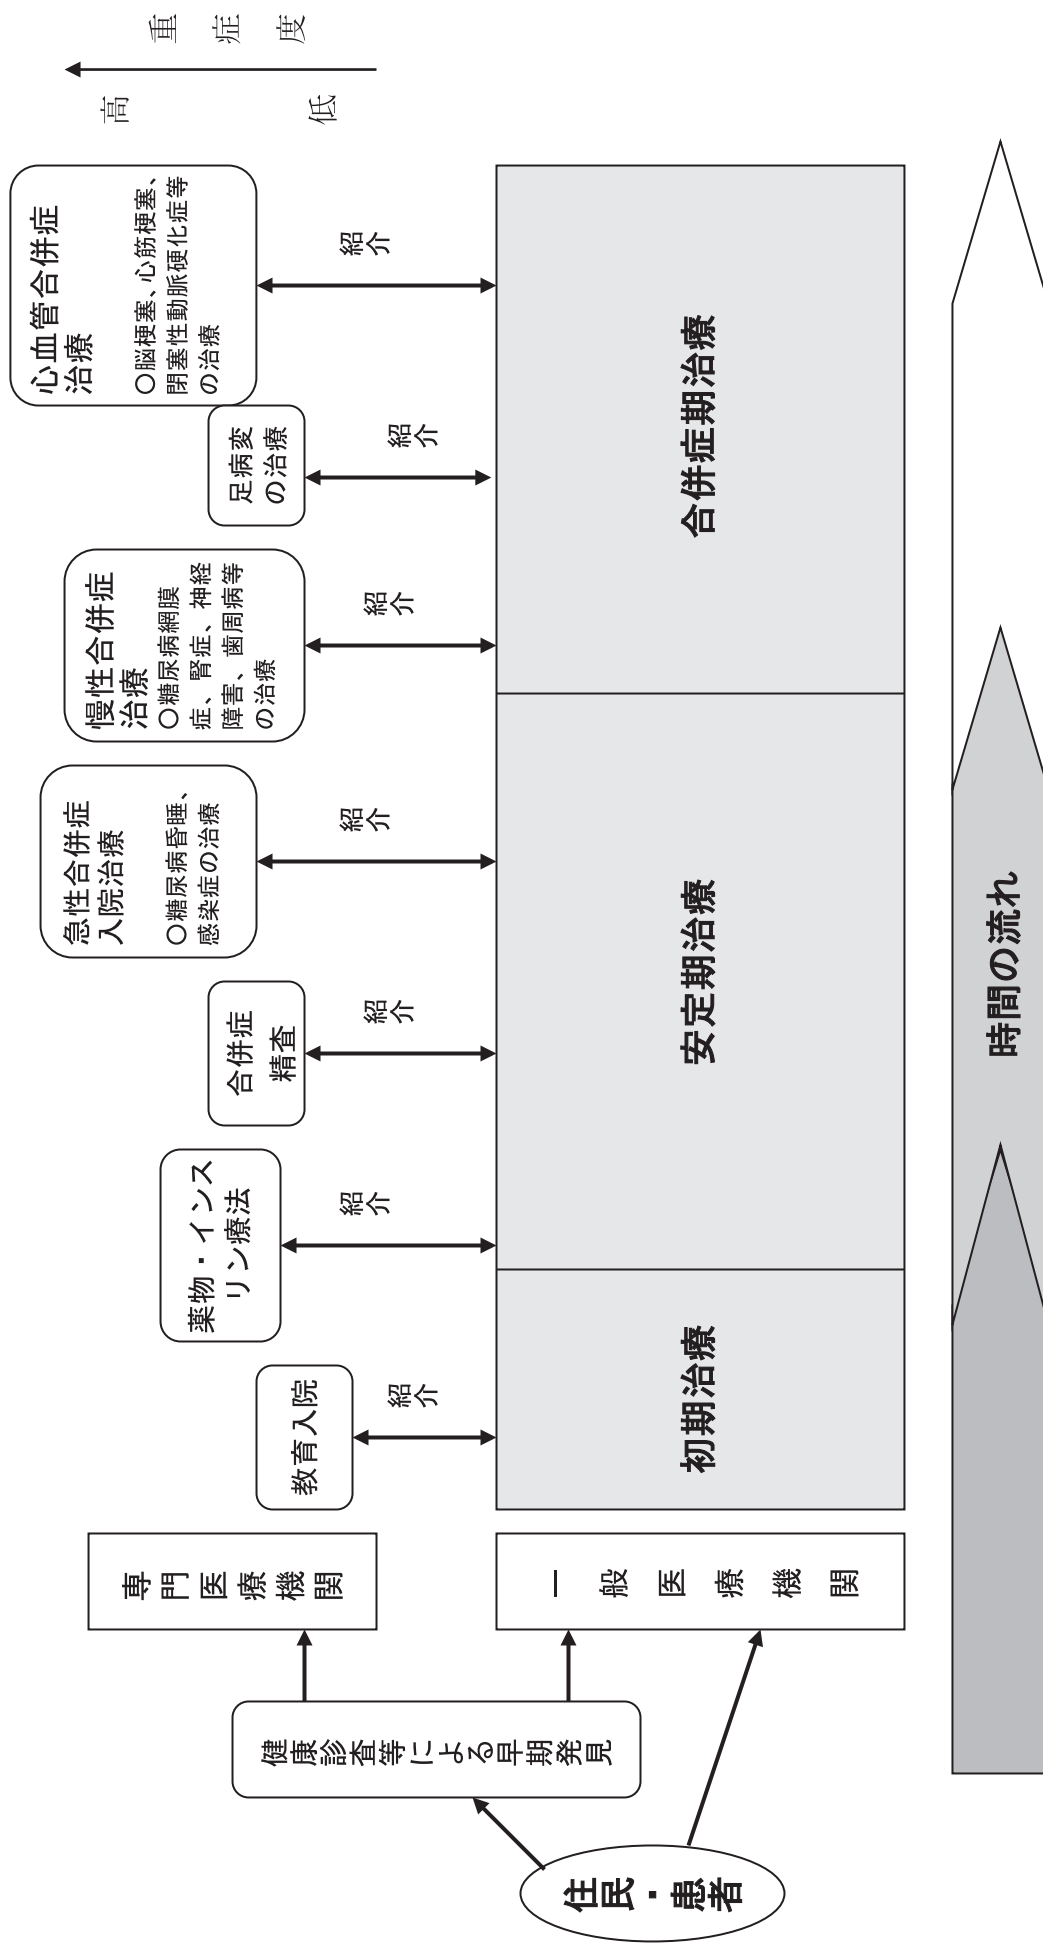 住民・患者
健康診査等による早期発見
専門医療機関
一般医療機関
教育入院
紹介
薬物・インス
リン療法
紹介
合併症
精査
紹介
急性合併症
入院治療
〇糖尿病昏睡、
感染症の治療
紹介
慢性合併症
治療
〇糖尿病網膜
症、腎症、神経
障害、歯周病等
の治療
紹介
足病変
の治療
紹介
心血管合併症
治療
〇脳梗塞、心筋梗塞、
閉塞性動脈硬化症等
の治療
紹介
高
低
重症度
初期治療
安定期治療
合併症期治療
時間の流れ